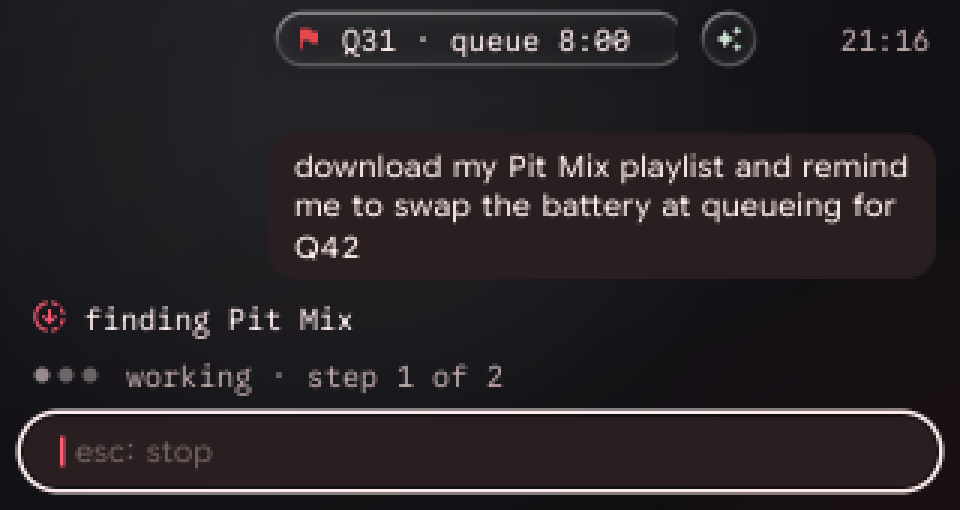 Q31 · queue 8:00
21:16
download my Pit Mix playlist and remind
me to swap the battery at queueing for
Q42
finding Pit Mix
working · step 1 of 2
esc: stop